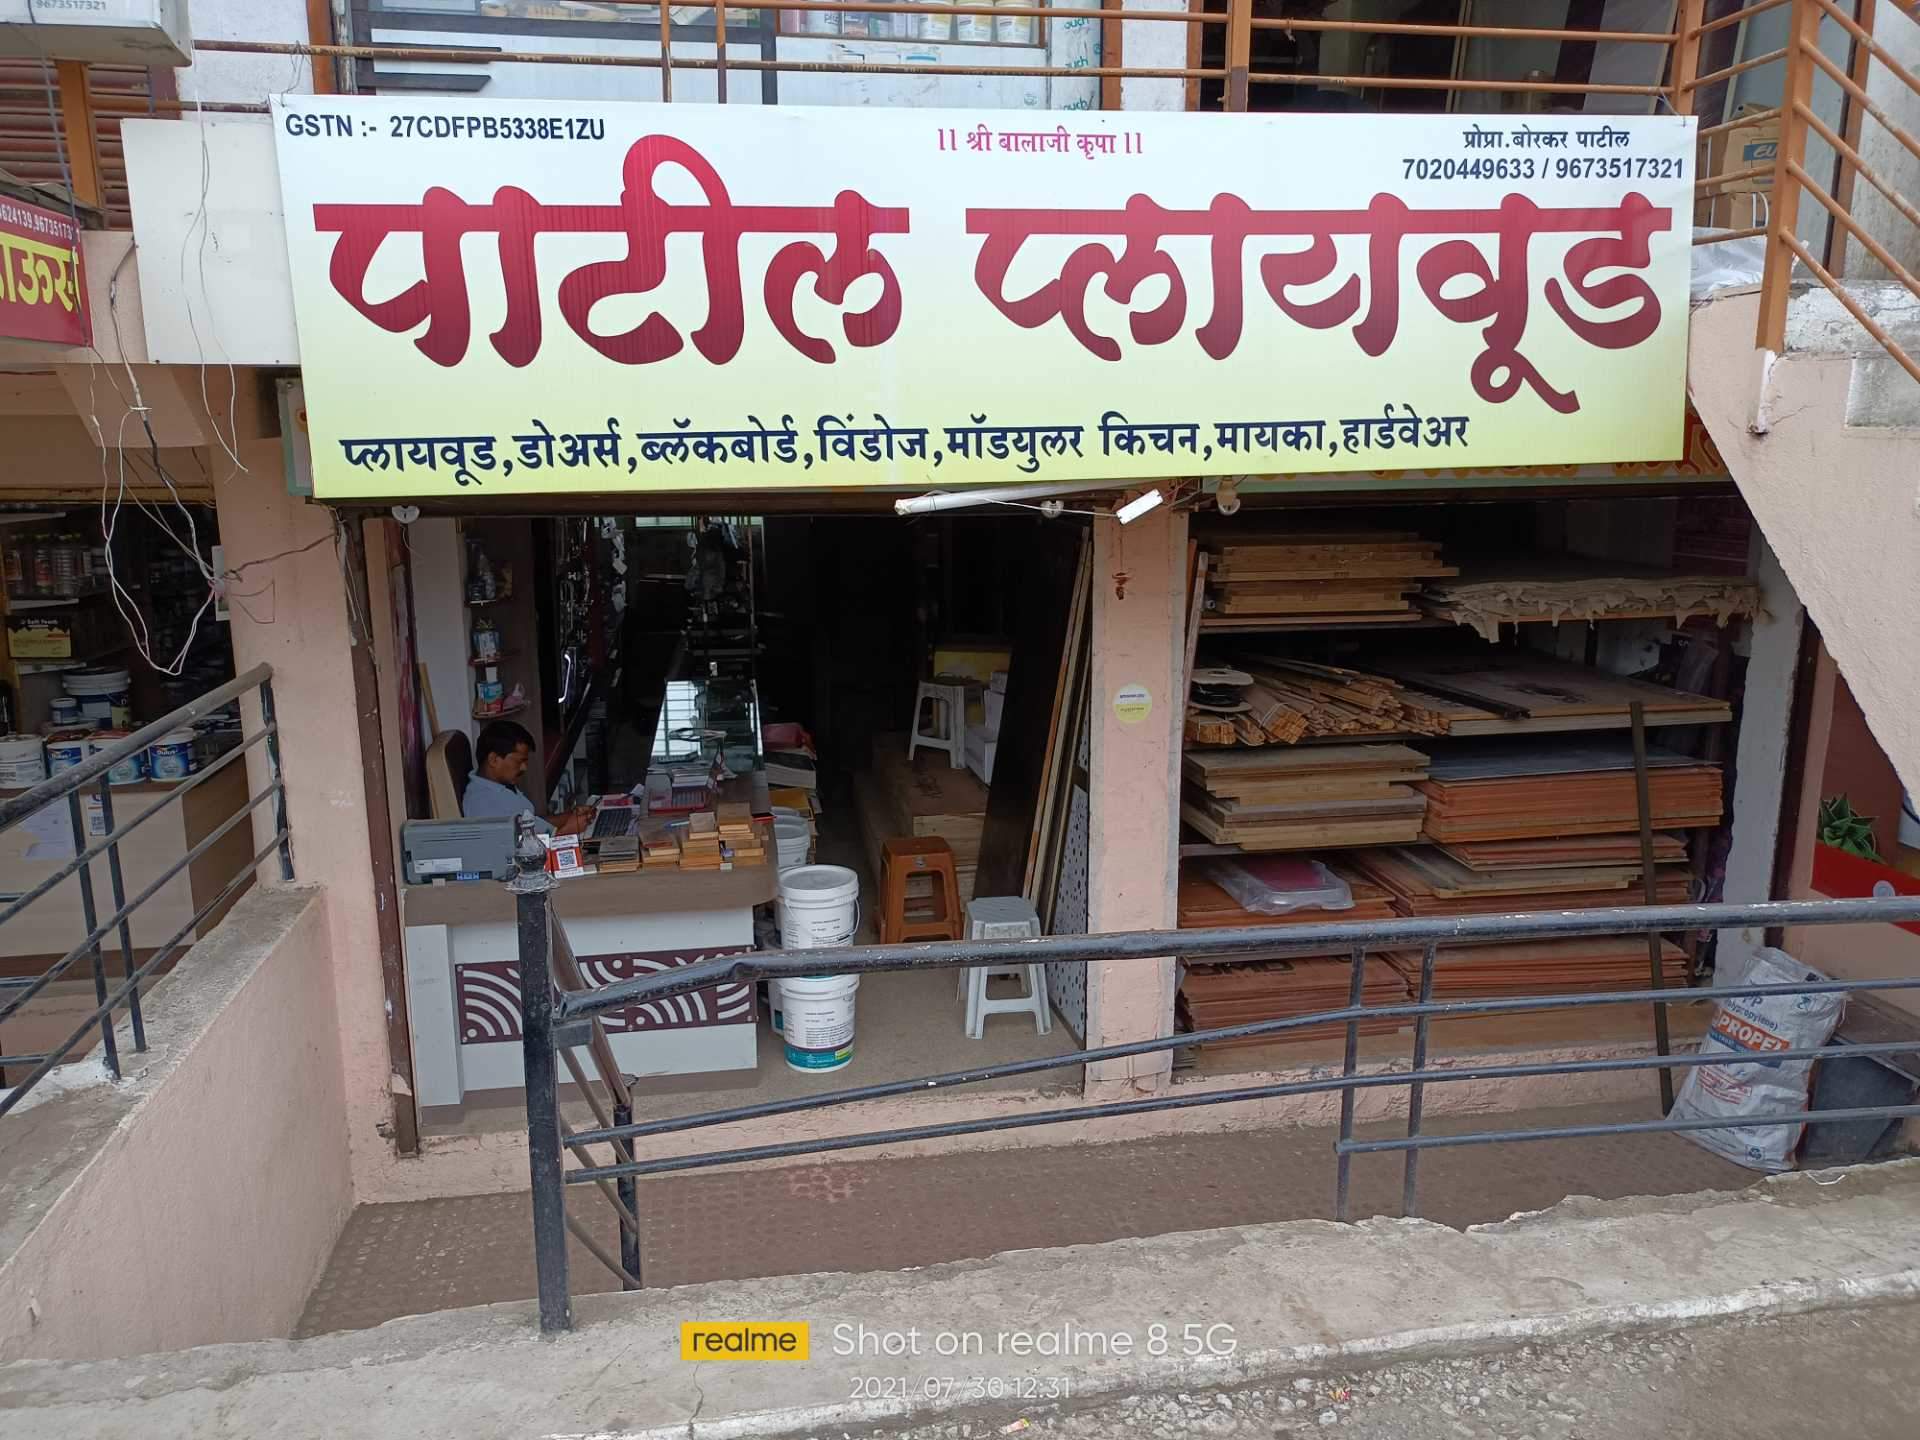 9673517321
GSTN :- 27CDFPB5338E1ZU
।। श्री बालाजी कृपा ।।
प्रोप्रा.बोरकर पाटील
7020449633 / 9673517321
पाटील प्लायवूड
प्लायवूड,डोअर्स,ब्लॅकबोर्ड,विंडोज,मॉडयुलर किचन,मायका,हार्डवेअर
realme Shot on realme 8 5G
2021/07/30 12:31